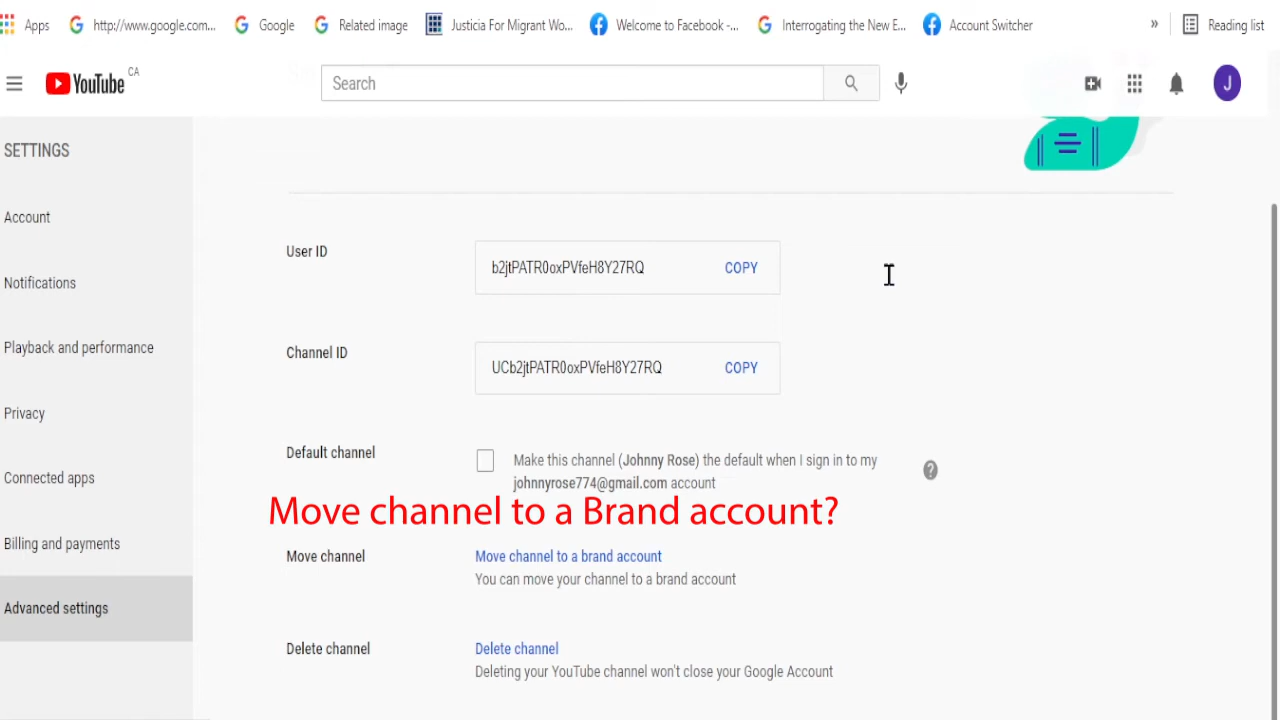 Apps http://www.google.com... Google Related image Justicia For Migrant Wo... Welcome to Facebook -... Interrogating the New E... Account Switcher » Reading list
YouTube CA Search J
SETTINGS
Account
Notifications
Playback and performance
Privacy
Connected apps
Billing and payments
Advanced settings
User ID b2jtPATR0oxPVfeH8Y27RQ COPY
Channel ID UCb2jtPATR0oxPVfeH8Y27RQ COPY
Default channel Make this channel (Johnny Rose) the default when I sign in to my
johnnyrose774@gmail.com account
Move channel to a Brand account?
Move channel Move channel to a brand account
You can move your channel to a brand account
Delete channel Delete channel
Deleting your YouTube channel won't close your Google Account